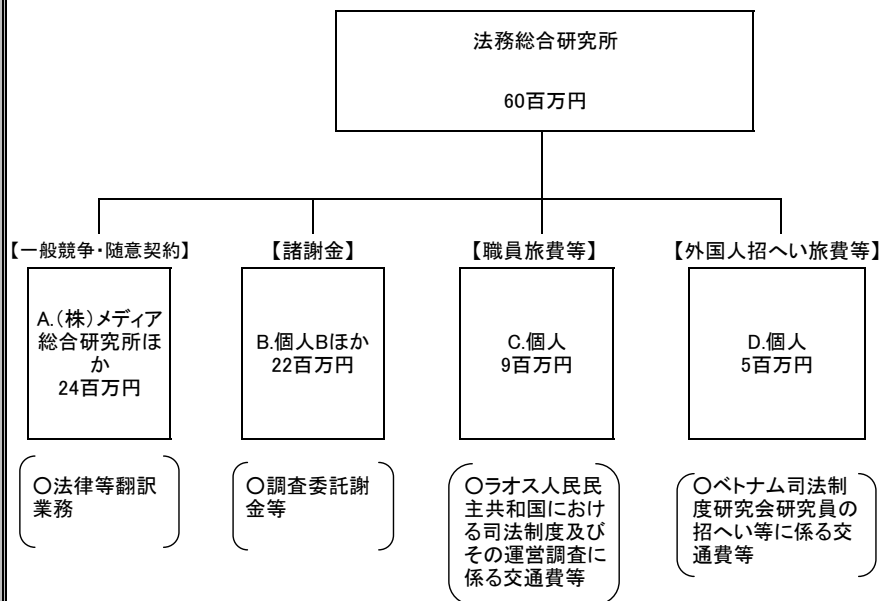 法務総合研究所
60百万円
【一般競争・随意契約】
【諸謝金】
【職員旅費等】
【外国人招へい旅費等】
A.(株)メディア
総合研究所ほ
か
24百万円
B.個人Bほか
22百万円
C.個人
9百万円
D.個人
5百万円
○法律等翻訳
業務
○調査委託謝
金等
○ラオス人民民
主共和国におけ
る司法制度及び
その運営調査に
係る交通費等
○ベトナム司法制
度研究会研究員の
招へい等に係る交
通費等